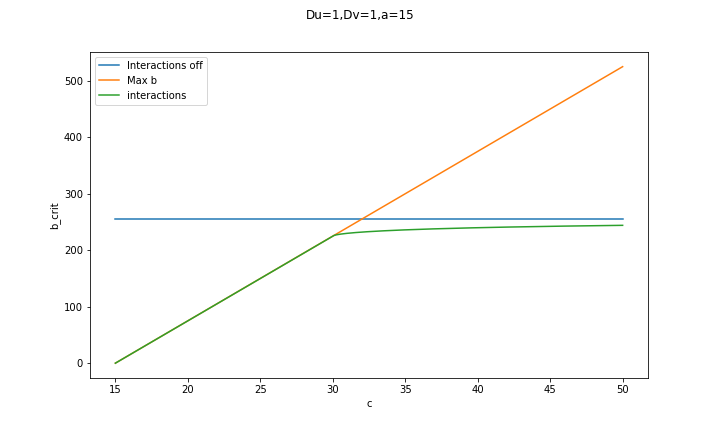 Du=1,Dv=1,a=15
Interactions off
Max b
interactions
500
400
300
200
100
0
b_crit
15 20 25 30 35 40 45 50
c